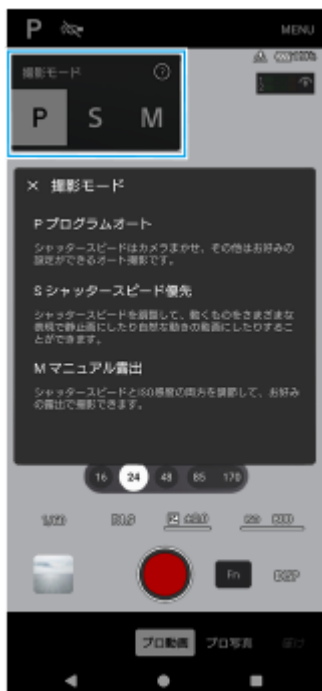 P
MENU
撮影モード
P S M
× 撮影モード
P プログラムオート
シャッタースピードはカメラまかせ、その他はお好みの
設定ができるオート撮影です。
S シャッタースピード優先
シャッタースピードを調整して、動くものをさまざまな
表現で静止画にしたり自然な動きの動画にしたりするこ
とができます。
M マニュアル露出
シャッタースピードとISO感度の両方を調節して、お好み
の露出で撮影できます。
16 24 48 85 170
Fn
プロ動画 プロ写真